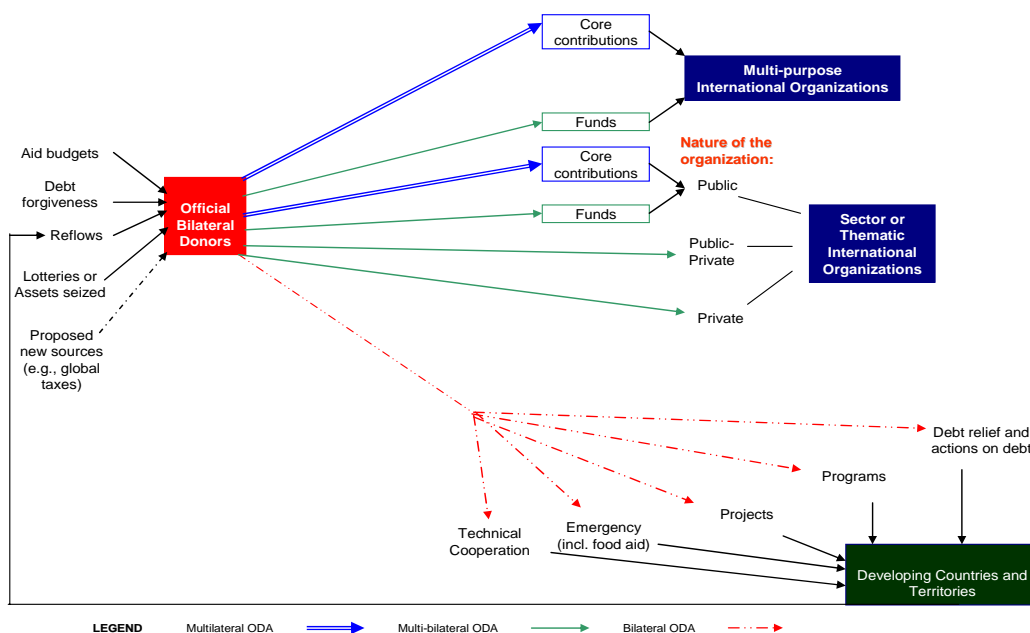 Core
contributions
Multi-purpose
International Organizations
Funds
Nature of the
organization:
Core
contributions
Public
Funds
Aid budgets
Debt
forgiveness
Reflows
Lotteries or
Assets seized
Proposed
new sources
(e.g., global
taxes)
Official
Bilateral
Donors
Public-
Private
Private
Sector or
Thematic
International
Organizations
Debt relief and
actions on debt
Programs
Projects
Emergency
(incl. food aid)
Technical
Cooperation
Developing Countries and
Territories
LEGEND Multilateral ODA Multi-bilateral ODA Bilateral ODA